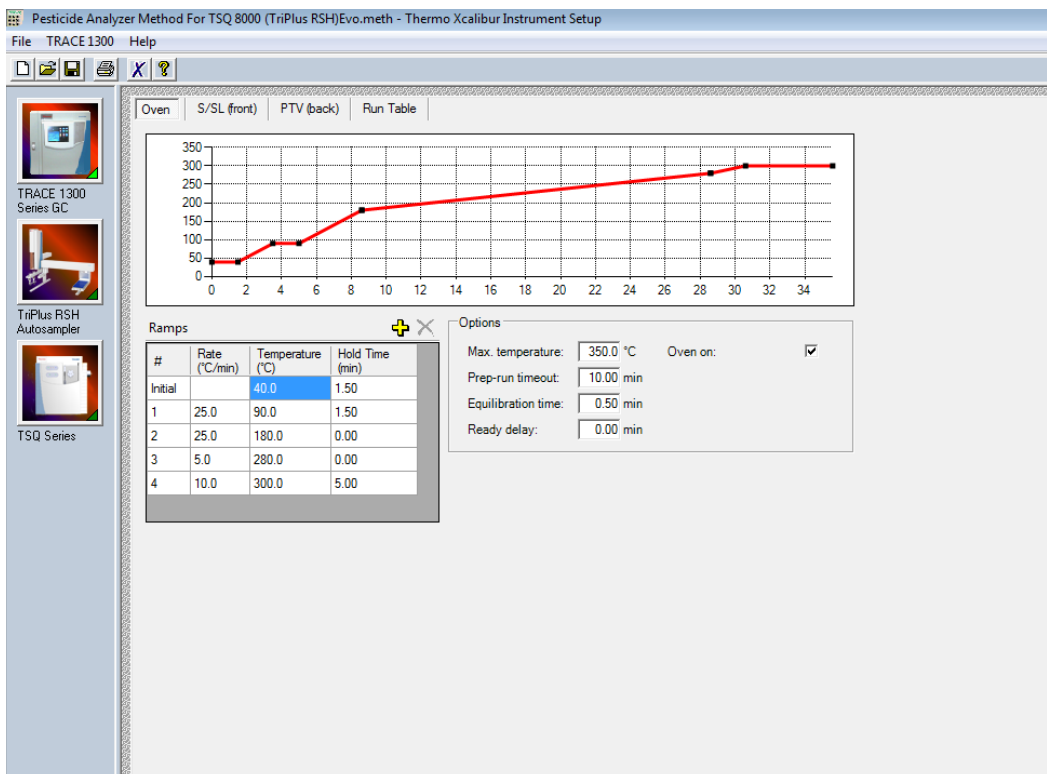 Pesticide Analyzer Method For TSQ 8000 (TriPlus RSH)Evo.meth - Thermo Xcalibur Instrument Setup
File TRACE 1300 Help
X ?
Oven S/SL (front) PTV (back) Run Table
TRACE 1300
Series GC
TriPlus RSH
Autosampler
TSQ Series
350
300
250
200
150
100
50
0
0 2 4 6 8 10 12 14 16 18 20 22 24 26 28 30 32 34
Ramps
# Rate (°C/min) Temperature (°C) Hold Time (min)
Initial 40.0 1.50
1 25.0 90.0 1.50
2 25.0 180.0 0.00
3 5.0 280.0 0.00
4 10.0 300.0 5.00
Options
Max. temperature: 350.0 °C Oven on:
Prep-run timeout: 10.00 min
Equilibration time: 0.50 min
Ready delay: 0.00 min